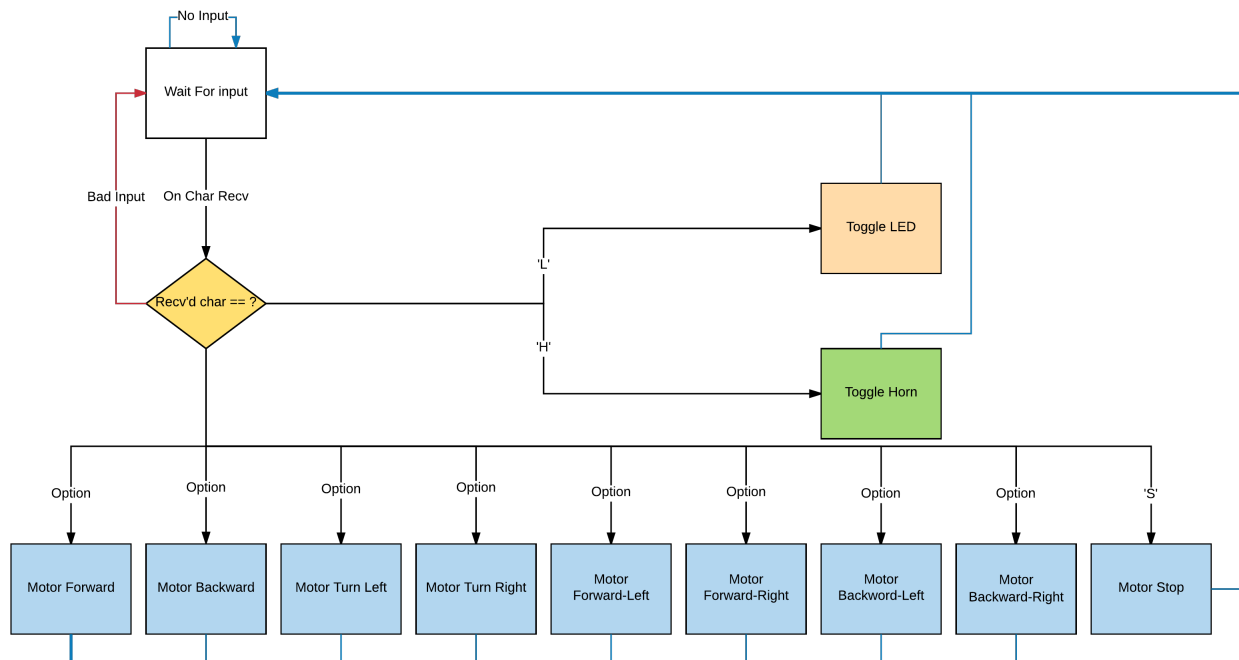 No Input
Wait For input
Bad Input
On Char Recv
Toggle LED
'L'
Recv'd char == ?
'H'
Toggle Horn
Option
Option
Option
Option
Option
Option
Option
Option
'S'
Motor Forward
Motor Backward
Motor Turn Left
Motor Turn Right
Motor
Forward-Left
Motor
Forward-Right
Motor
Backword-Left
Motor
Backward-Right
Motor Stop